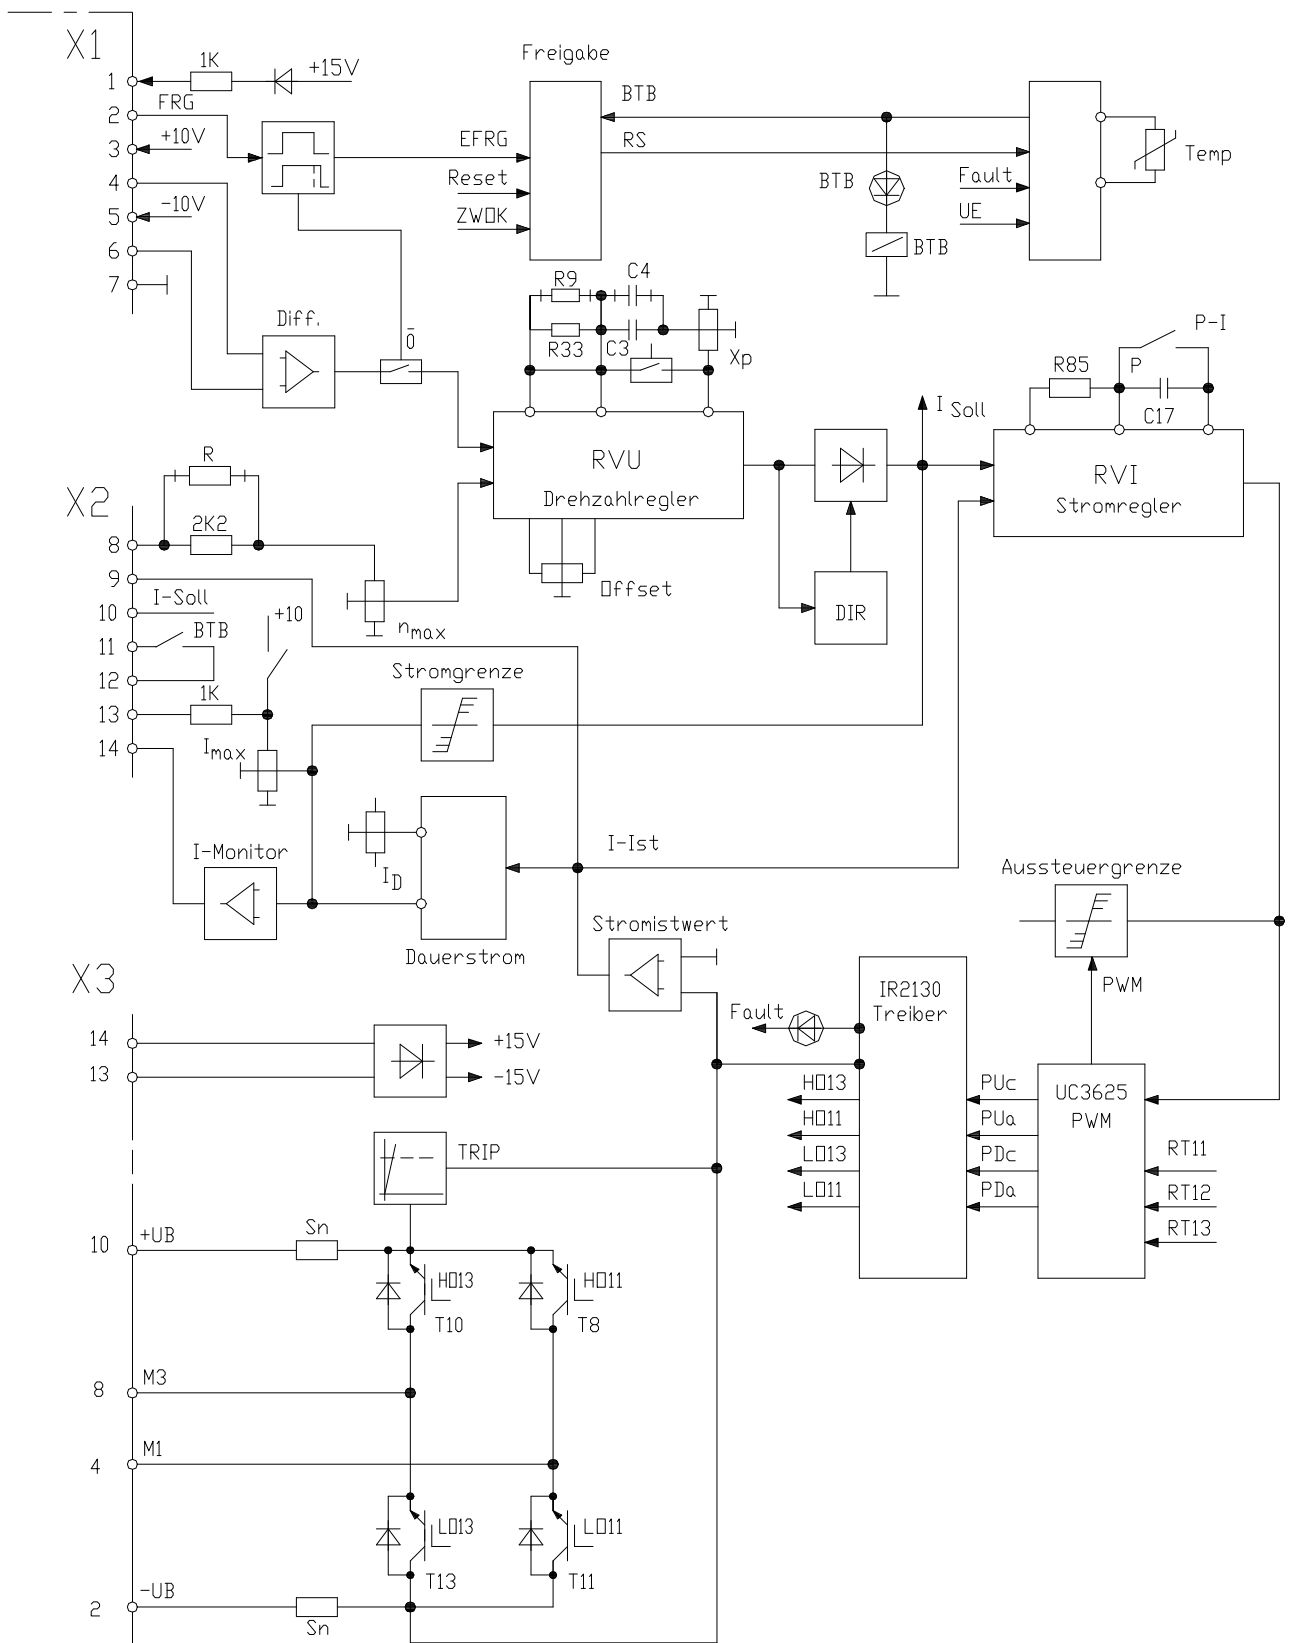 X1
1
1K
+15V
2
FRG
3
+10V
4
5
-10V
6
7
Freigabe
EFRG
Reset
ZWOK
BTB
RS
BTB
BTB
Fault
UE
Temp
Diff.
0
R9
C4
R33
C3
Xp
RVU
Drehzahlregler
Offset
I Soll
DIR
P-I
P
R85
C17
RVI
Stromregler
X2
R
2K2
8
9
10
I-Soll
11
BTB
12
13
1K
14
+10
nmax
Imax
Stromgrenze
I-Monitor
ID
Dauerstrom
I-Ist
Stromistwert
Aussteuergrenze
PWM
X3
14
13
+15V
-15V
Fault
IR2130
Treiber
HO13
HO11
LO13
LO11
PUc
PUa
PDc
PDa
UC3625
PWM
RT11
RT12
RT13
TRIP
10
+UB
Sn
HO13
T10
HO11
T8
8
M3
4
M1
LO13
T13
LO11
T11
2
-UB
Sn